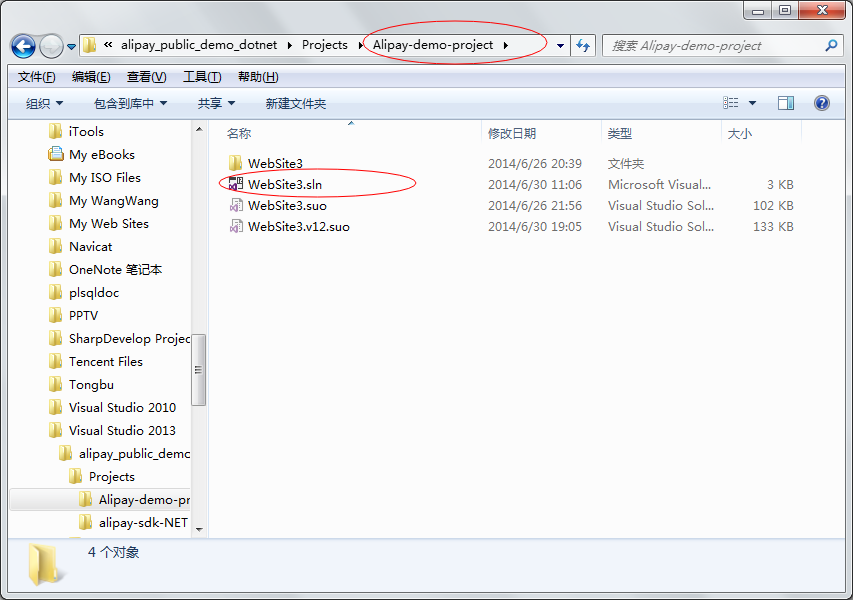 « alipay_public_demo_dotnet Projects Alipay-demo-project 搜索 Alipay-demo-project
文件(F) 编辑(E) 查看(V) 工具(T) 帮助(H)
组织 包含到库中 共享 新建文件夹
iTools
My eBooks
My ISO Files
My WangWang
My Web Sites
Navicat
OneNote 笔记本
plsqldoc
PPTV
SharpDevelop Projec
Tencent Files
Tongbu
Visual Studio 2010
Visual Studio 2013
alipay_public_demo
Projects
Alipay-demo-pr
alipay-sdk-NET
名称 修改日期 类型 大小
WebSite3 2014/6/26 20:39 文件夹
WebSite3.sln 2014/6/30 11:06 Microsoft Visual... 3 KB
WebSite3.suo 2014/6/26 21:56 Visual Studio Sol... 102 KB
WebSite3.v12.suo 2014/6/30 19:05 Visual Studio Sol... 133 KB
4 个对象